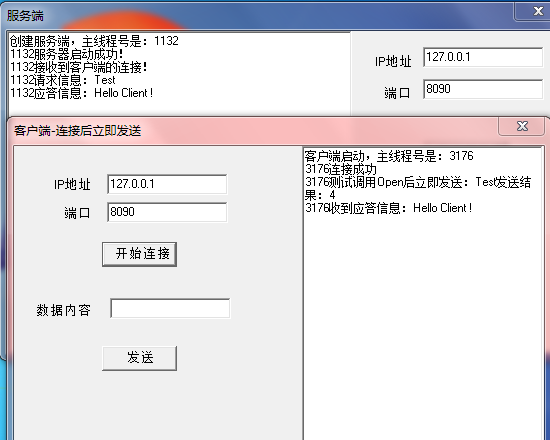 服务端
创建服务端，主线程号是：1132
1132服务器启动成功！
1132接收到客户端的连接！
1132请求信息：Test
1132应答信息：Hello Client！
IP地址
127.0.0.1
端口
8090
客户端-连接后立即发送
IP地址
127.0.0.1
端口
8090
开始连接
数据内容
发送
客户端启动，主线程号是：3176
3176连接成功
3176测试调用Open后立即发送：Test发送结
果：4
3176收到应答信息：Hello Client！